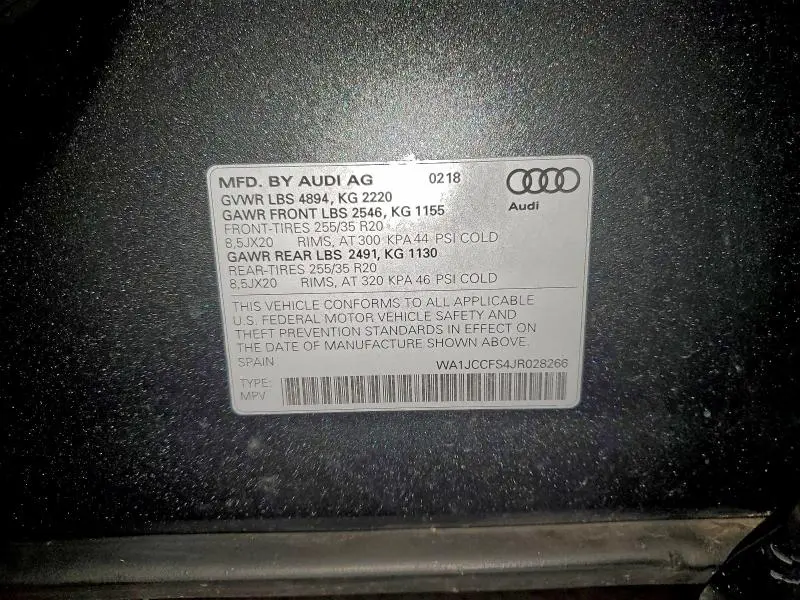 MFD. BY AUDI AG 0218
Audi
GVWR LBS 4894, KG 2220
GAWR FRONT LBS 2546, KG 1155
FRONT-TIRES 255/35 R20
8,5JX20 RIMS, AT 300 KPA 44 PSI COLD
GAWR REAR LBS 2491, KG 1130
REAR-TIRES 255/35 R20
8,5JX20 RIMS, AT 320 KPA 46 PSI COLD
THIS VEHICLE CONFORMS TO ALL APPLICABLE
U.S. FEDERAL MOTOR VEHICLE SAFETY AND
THEFT PREVENTION STANDARDS IN EFFECT ON
THE DATE OF MANUFACTURE SHOWN ABOVE.
SPAIN WA1JCCFS4JR028266
TYPE:
MPV